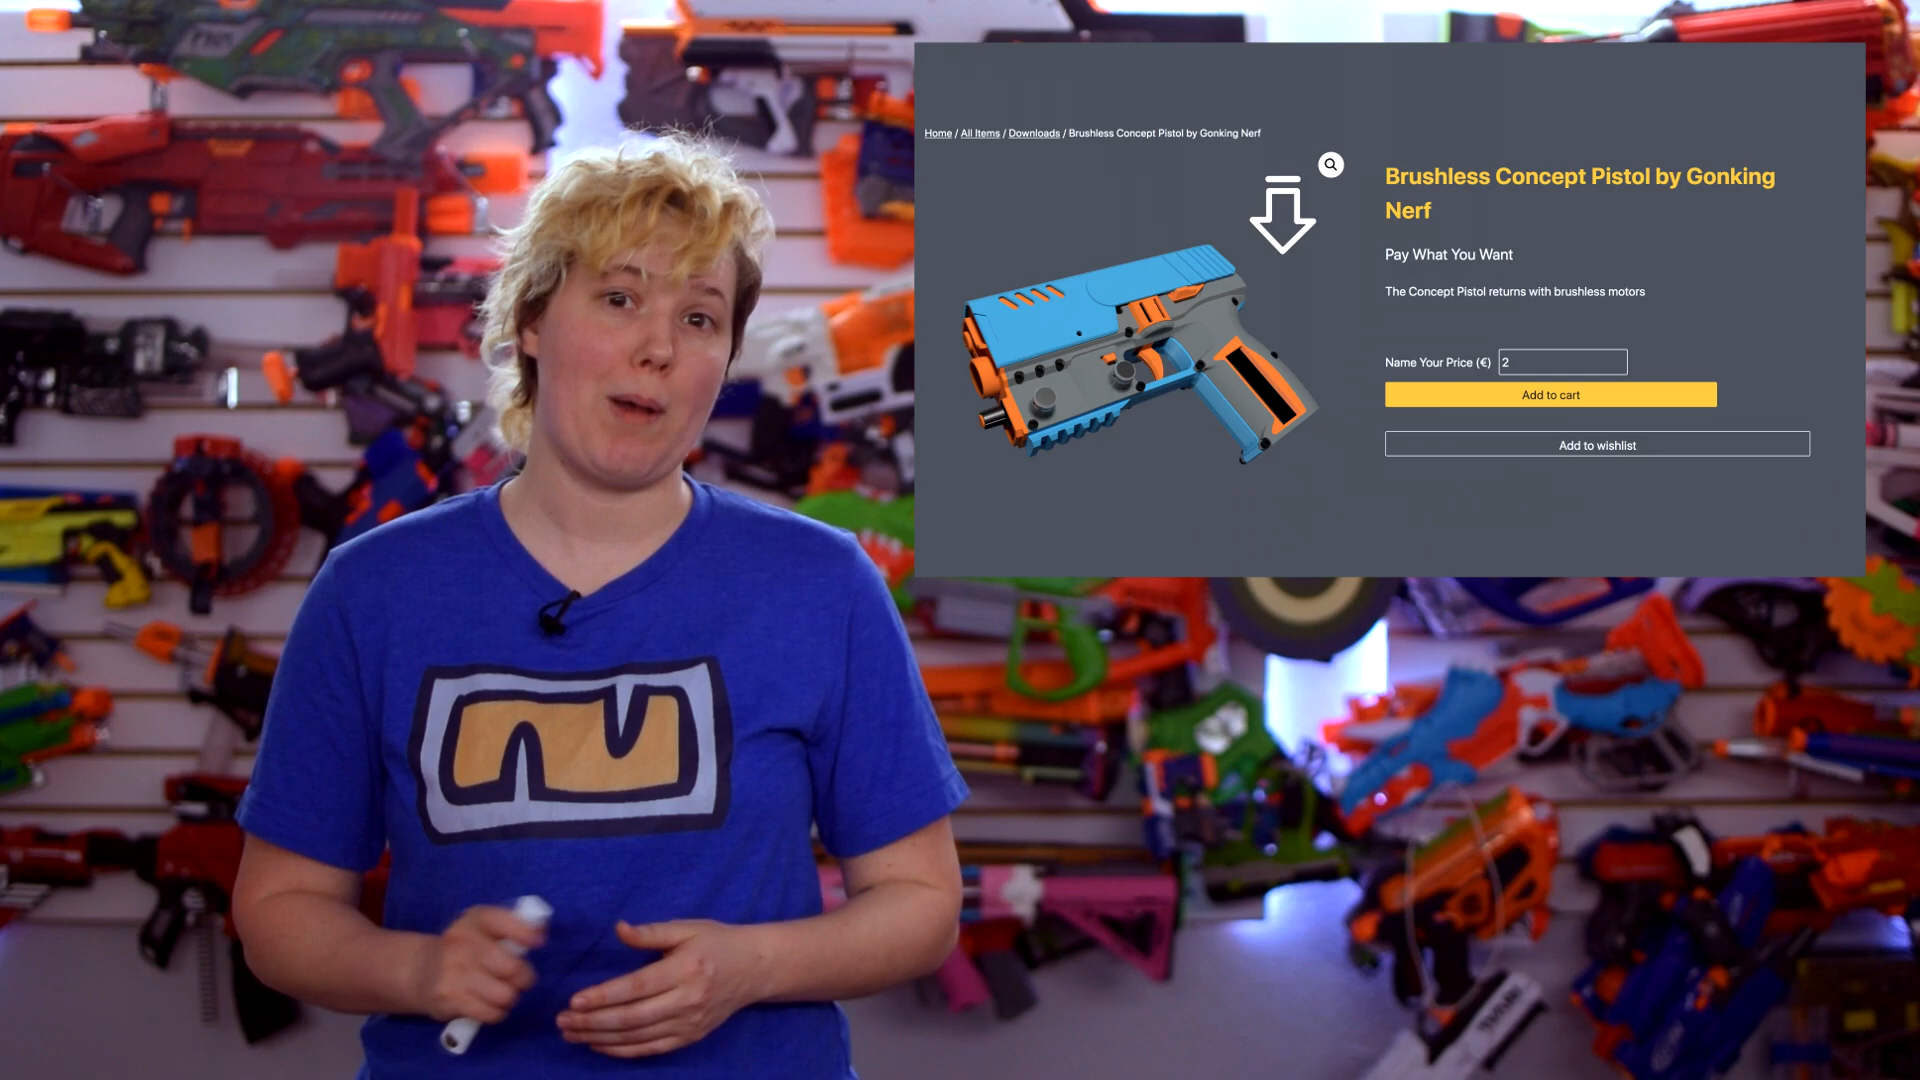 Home / All Items / Downloads / Brushless Concept Pistol by Gonking Nerf
Brushless Concept Pistol by Gonking
Nerf
Pay What You Want
The Concept Pistol returns with brushless motors
Name Your Price (€) 2
Add to cart
Add to wishlist